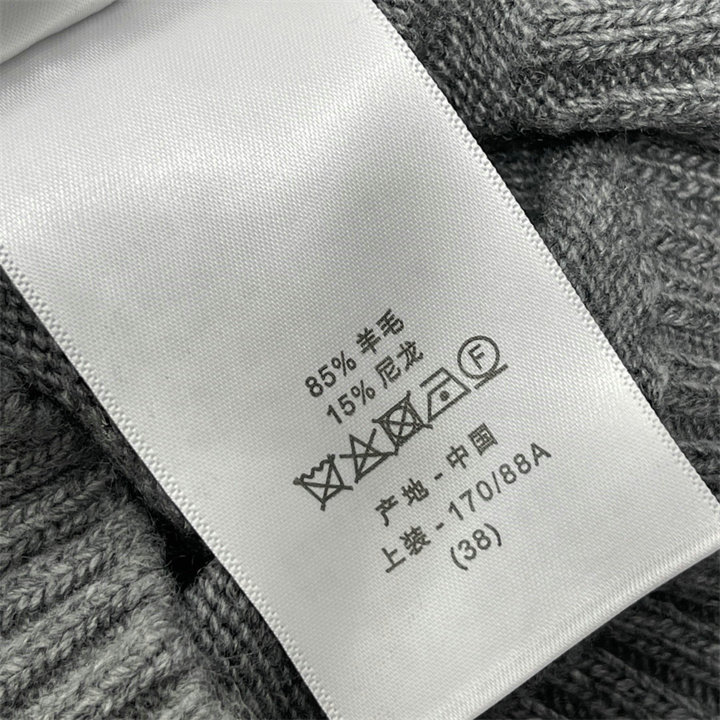 85% 羊毛
15% 尼龙
F
产地 - 中国
上装 - 170/88A
(38)